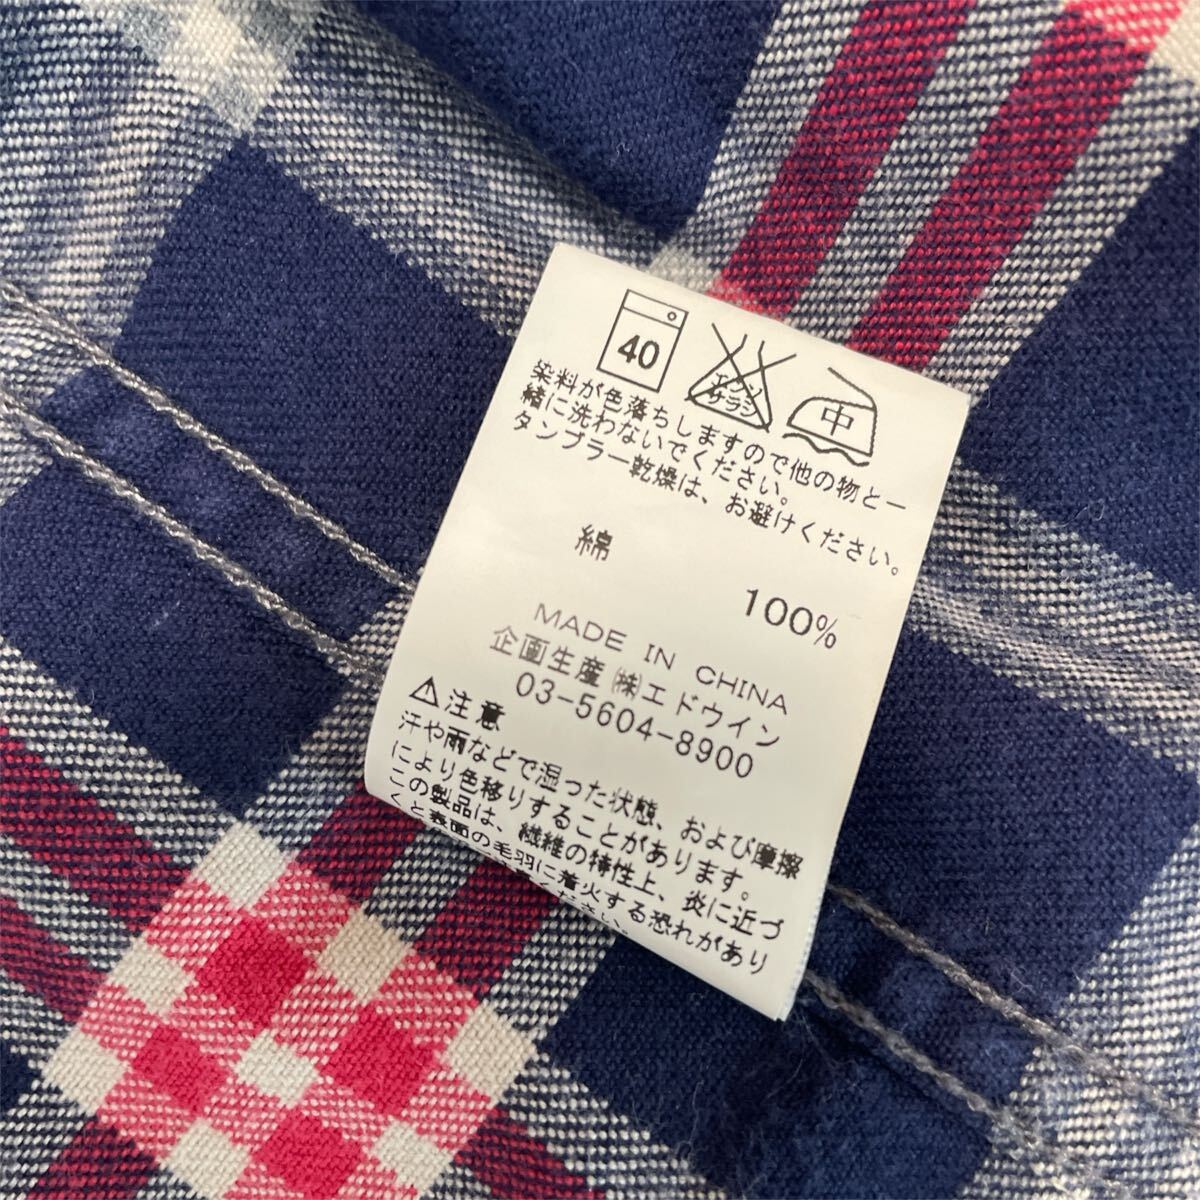 40
エンソ
サラシ
中
染料が色落ちしますので他の物と一
緒に洗わないでください。
タンブラー乾燥は、お避けください。
綿 100%
MADE IN CHINA
企画生産 ㈱エドウイン
03-5604-8900
⚠注意
汗や雨などで湿った状態、および摩擦
により色移りすることがあります。
この製品は、繊維の特性上、炎に近づ
くと表面の毛羽に着火する恐れがあり
ください。